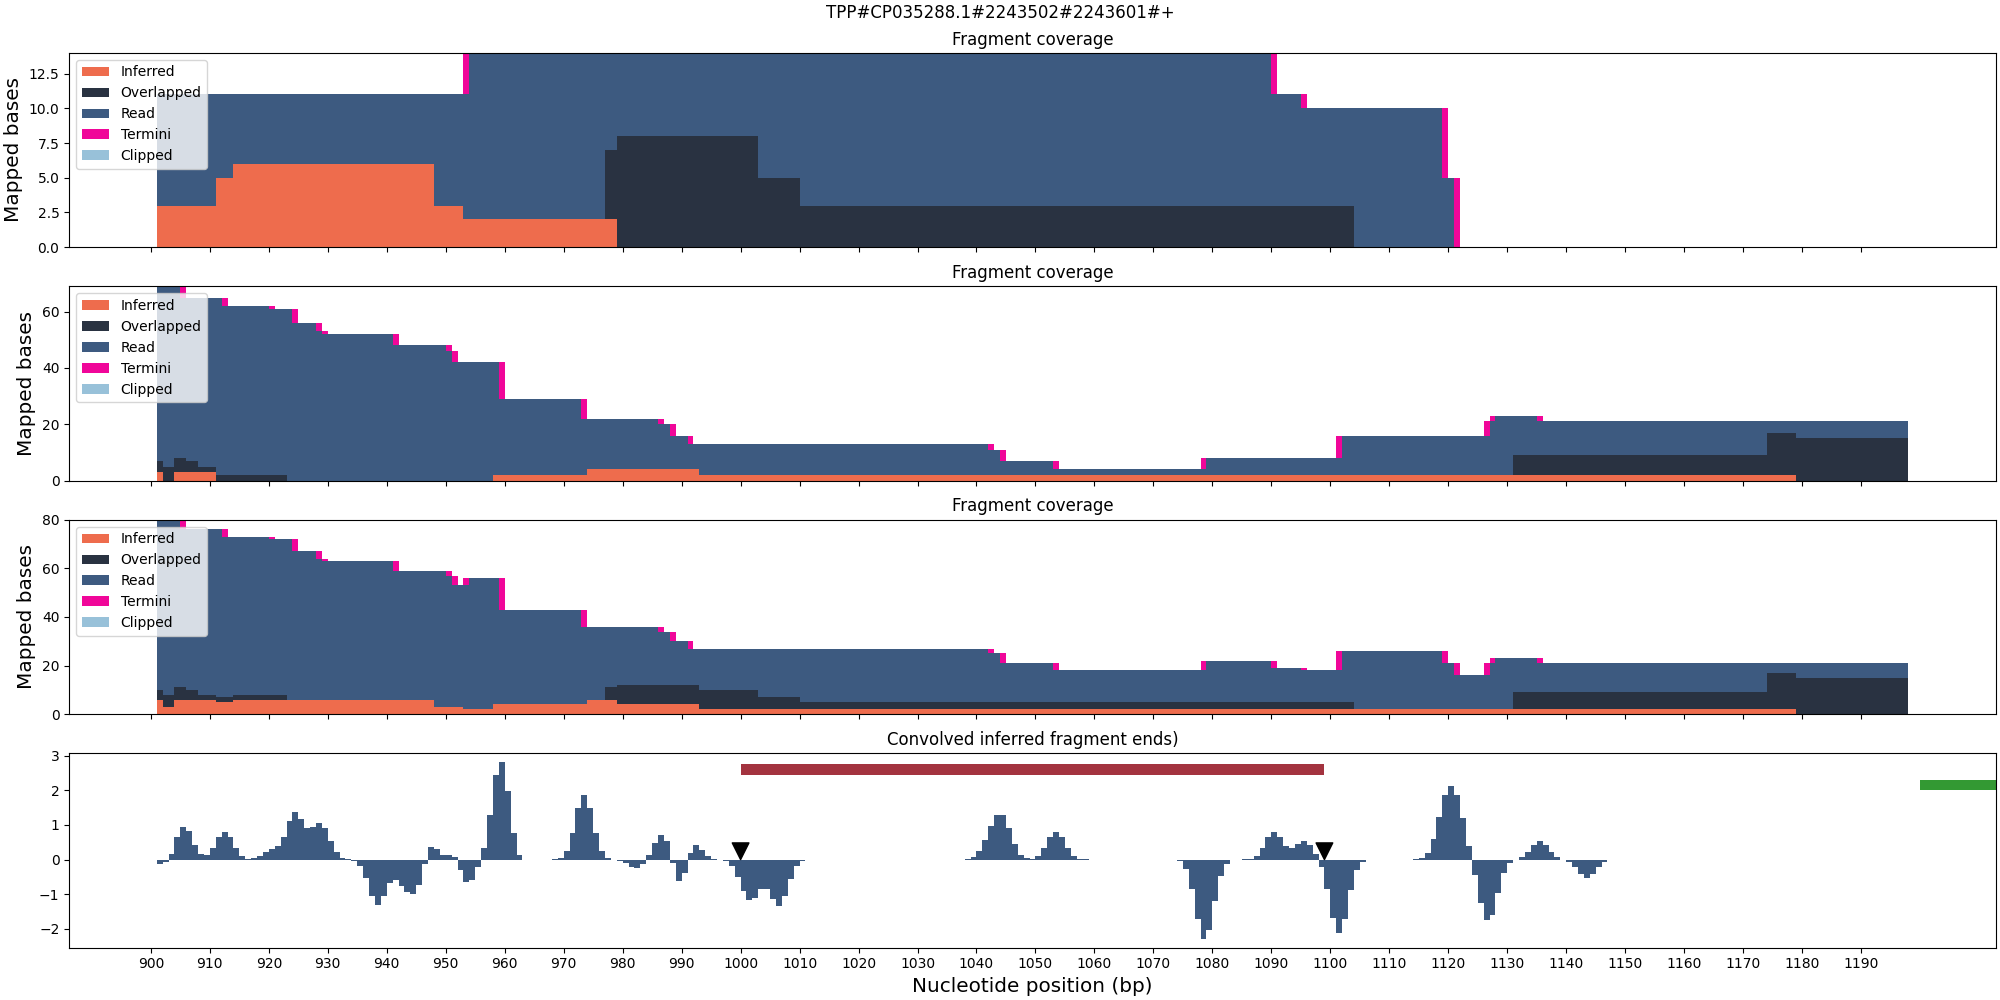 TPP#CP035288.1#2243502#2243601#+
Fragment coverage
Mapped bases
12.5
10.0
7.5
5.0
2.5
0.0
Inferred
Overlapped
Read
Termini
Clipped
Fragment coverage
Mapped bases
60
40
20
0
Inferred
Overlapped
Read
Termini
Clipped
Fragment coverage
Mapped bases
80
60
40
20
0
Inferred
Overlapped
Read
Termini
Clipped
Convolved inferred fragment ends)
3
2
1
0
−1
−2
900 910 920 930 940 950 960 970 980 990 1000 1010 1020 1030 1040 1050 1060 1070 1080 1090 1100 1110 1120 1130 1140 1150 1160 1170 1180 1190
Nucleotide position (bp)